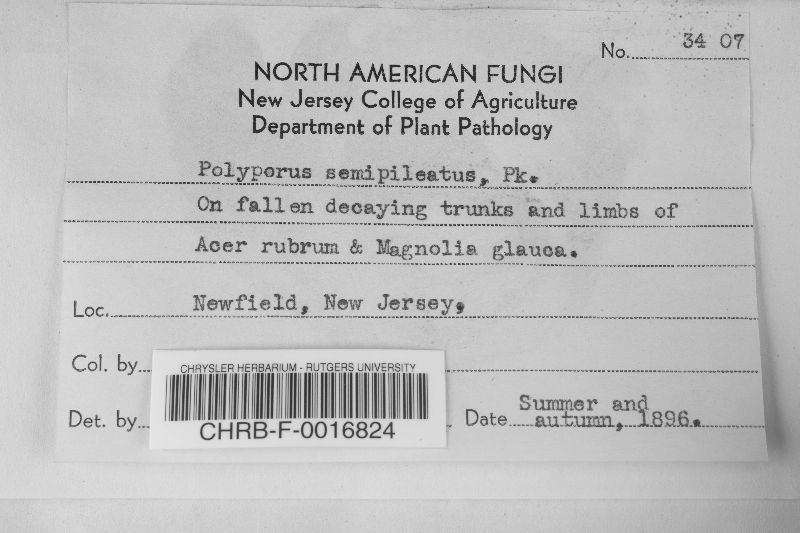 No. 34 07
NORTH AMERICAN FUNGI
New Jersey College of Agriculture
Department of Plant Pathology
Polyporus semipileatus, Pk.
On fallen decaying trunks and limbs of
Acer rubrum & Magnolia glauca.
Loc. Newfield, New Jersey,
Col. by
CHRYSLER HERBARIUM - RUTGERS UNIVERSITY
CHRB-F-0016824
Det. by
Date Summer and
autumn, 1896.